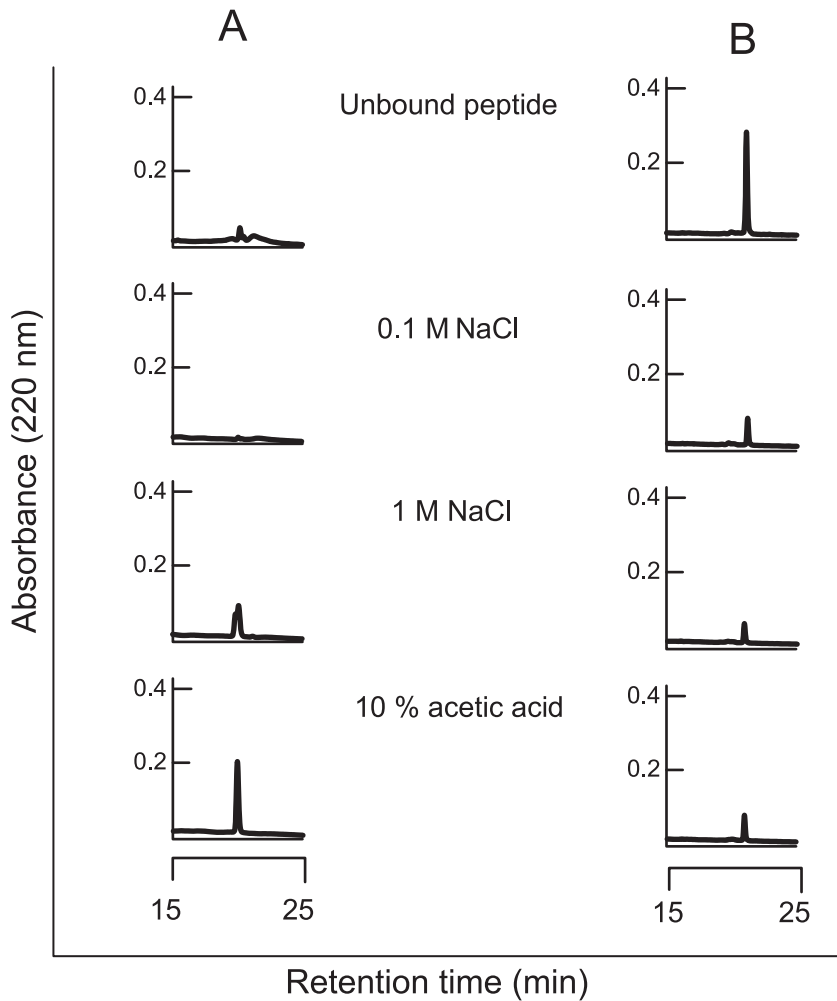 A
B
0.4
0.2
Unbound peptide
0.4
0.2
0.4
0.2
0.1 M NaCl
0.4
0.2
0.4
0.2
1 M NaCl
0.4
0.2
0.4
0.2
10 % acetic acid
0.4
0.2
15
25
15
25
Absorbance (220 nm)
Retention time (min)